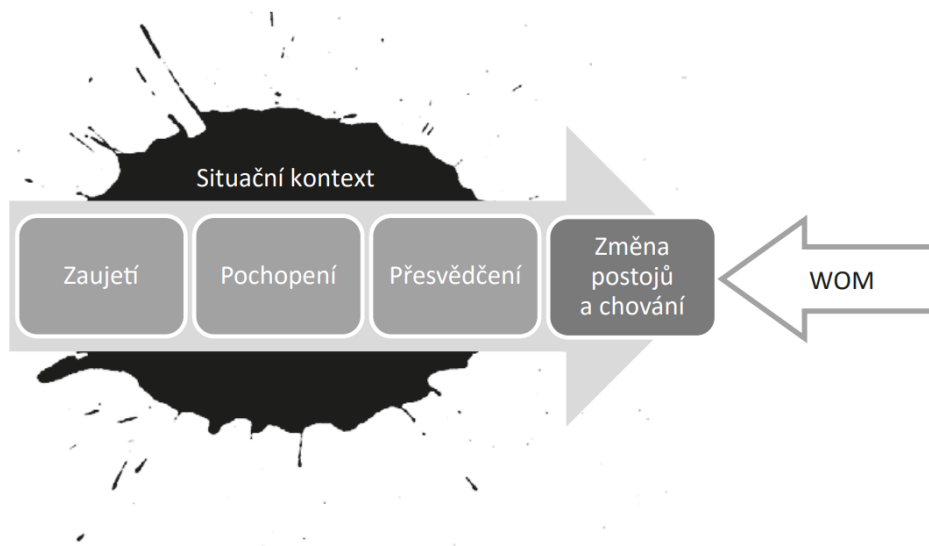 Situační kontext
Zaujetí
Pochopení
Přesvědčení
Změna
postojů
a chování
WOM